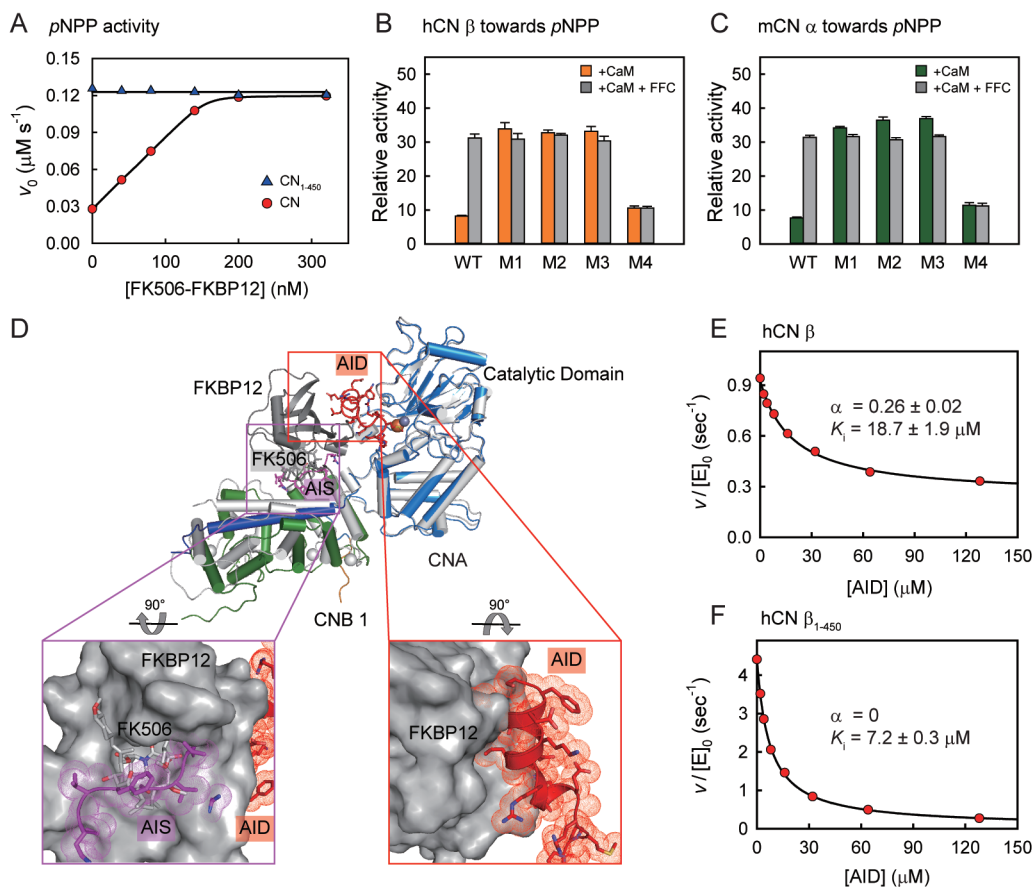 A
pNPP activity
0.15
0.12
0.09
0.06
0.03
0.00
v₀ (μM s⁻¹)
CN₁₋₄₅₀
CN
0
100
200
300
[FK506-FKBP12] (nM)
B
hCN β towards pNPP
50
40
30
20
10
0
Relative activity
+CaM
+CaM + FFC
WT
M1
M2
M3
M4
C
mCN α towards pNPP
50
40
30
20
10
0
Relative activity
+CaM
+CaM + FFC
WT
M1
M2
M3
M4
D
AID
FKBP12
Catalytic Domain
FK506
AIS
CNA
CNB 1
90°
90°
FKBP12
FK506
AIS
AID
AID
FKBP12
E
hCN β
0.9
0.6
0.3
0
v / [E]₀ (sec⁻¹)
α = 0.26 ± 0.02
Kᵢ = 18.7 ± 1.9 μM
0
30
60
90
120
150
[AID] (μM)
F
hCN β₁₋₄₅₀
4
3
2
1
0
v / [E]₀ (sec⁻¹)
α = 0
Kᵢ = 7.2 ± 0.3 μM
0
30
60
90
120
150
[AID] (μM)